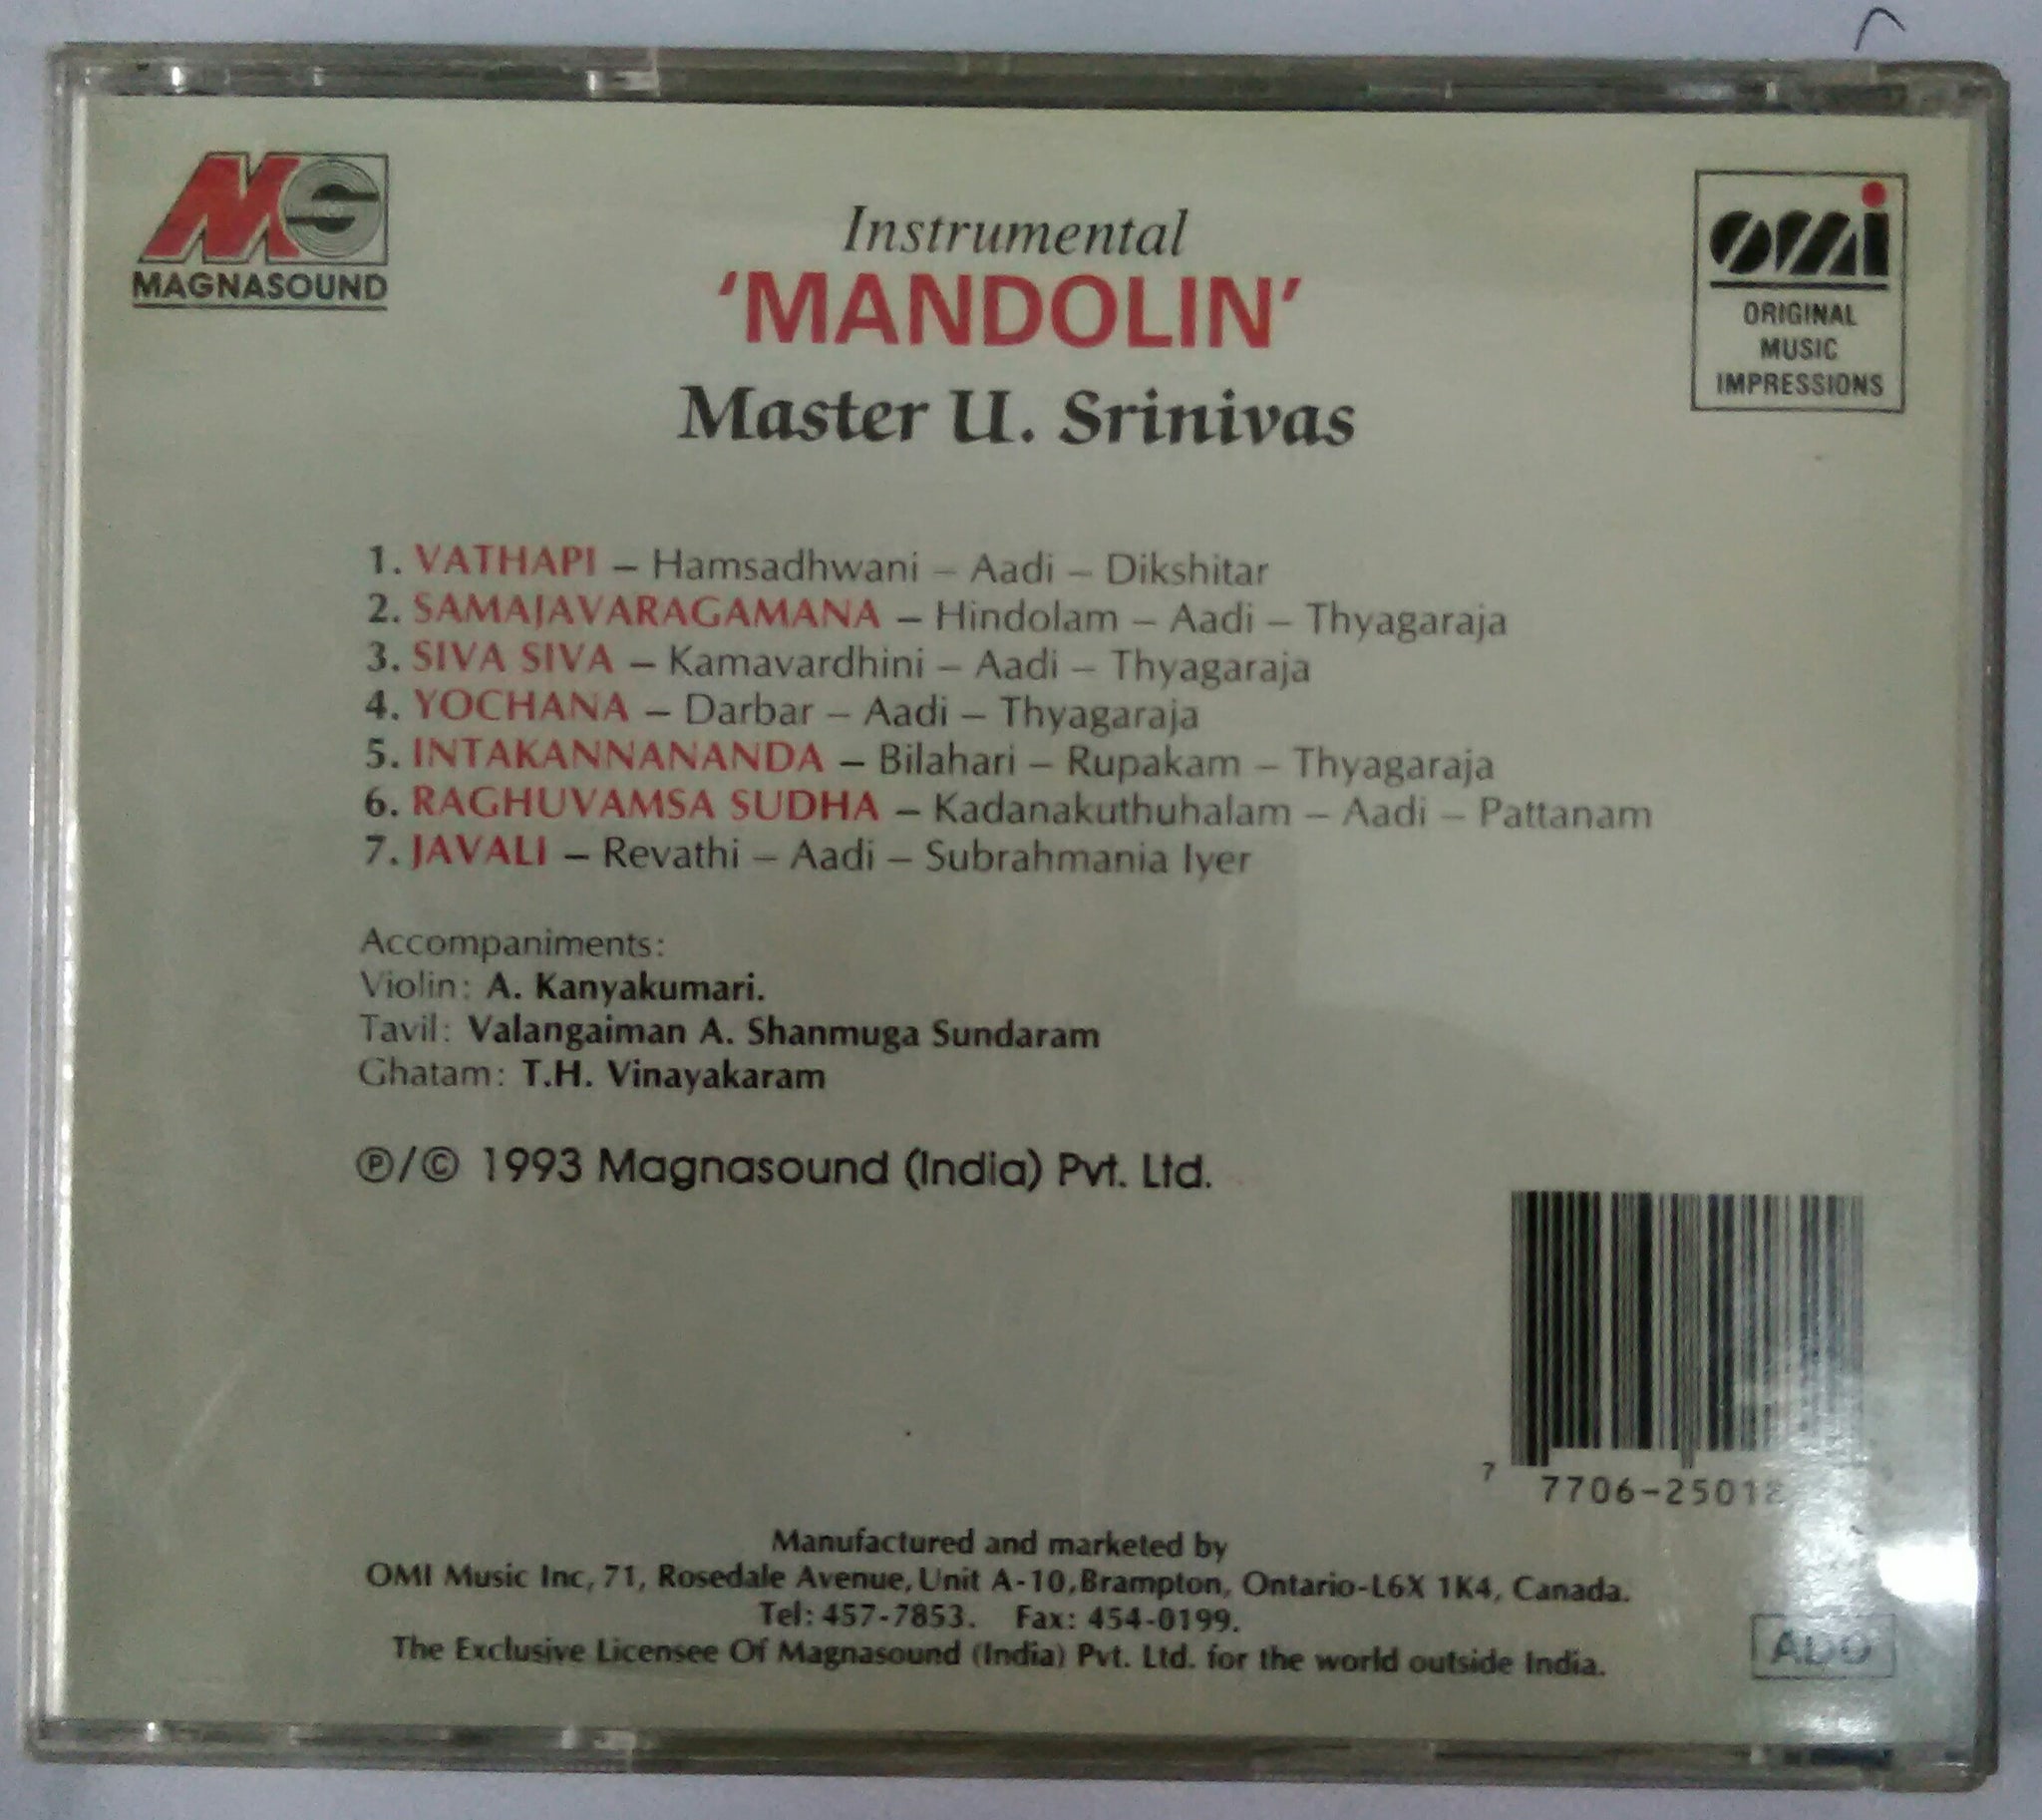 MS
MAGNASOUND
omi
ORIGINAL
MUSIC
IMPRESSIONS
Instrumental
‘MANDOLIN’
Master U. Srinivas
1. VATHAPI – Hamsadhwani – Aadi – Dikshitar
2. SAMAJAVARAGAMANA – Hindolam – Aadi – Thyagaraja
3. SIVA SIVA – Kamavardhini – Aadi – Thyagaraja
4. YOCHANA – Darbar – Aadi – Thyagaraja
5. INTAKANNANANDA – Bilahari – Rupakam – Thyagaraja
6. RAGHUVAMSA SUDHA – Kadanakuthuhalam – Aadi – Pattanam
7. JAVALI – Revathi – Aadi – Subrahmania Iyer
Accompaniments:
Violin: A. Kanyakumari.
Tavil: Valangaiman A. Shanmuga Sundaram
Ghatam: T.H. Vinayakaram
℗/© 1993 Magnasound (India) Pvt. Ltd.
7 7706-25012
Manufactured and marketed by
OMI Music Inc, 71, Rosedale Avenue, Unit A-10, Brampton, Ontario-L6X 1K4, Canada.
Tel: 457-7853. Fax: 454-0199.
The Exclusive Licensee Of Magnasound (India) Pvt. Ltd. for the world outside India.
ADO